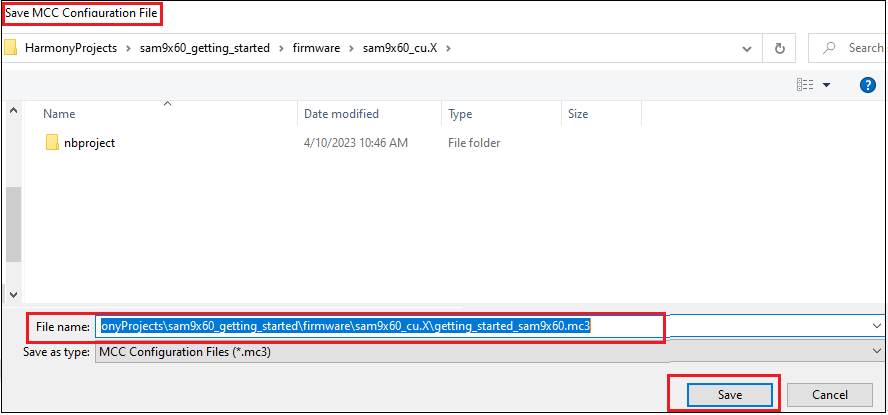 Save MCC Configuration File
HarmonyProjects > sam9x60_getting_started > firmware > sam9x60_cu.X >
Search
?
Name Date modified Type Size
nbproject 4/10/2023 10:46 AM File folder
File name: onyProjects\sam9x60_getting_started\firmware\sam9x60_cu.X\getting_started_sam9x60.mc3
Save as type: MCC Configuration Files (*.mc3)
Save Cancel